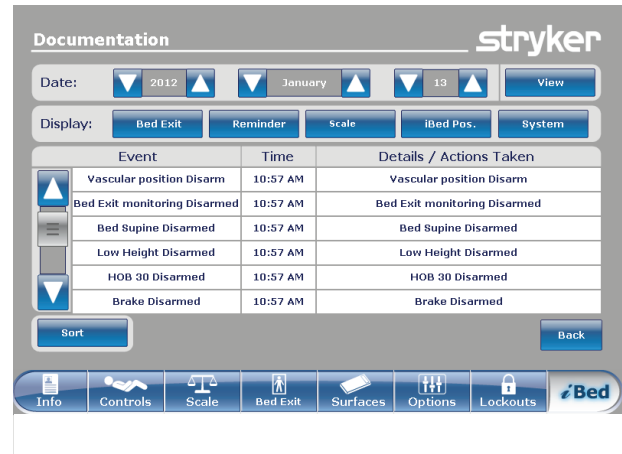 Documentation
stryker
Date: 2012 January 13 View
Display: Bed Exit Reminder Scale iBed Pos. System
Event Time Details / Actions Taken
Vascular position Disarm 10:57 AM Vascular position Disarm
Bed Exit monitoring Disarmed 10:57 AM Bed Exit monitoring Disarmed
Bed Supine Disarmed 10:57 AM Bed Supine Disarmed
Low Height Disarmed 10:57 AM Low Height Disarmed
HOB 30 Disarmed 10:57 AM HOB 30 Disarmed
Brake Disarmed 10:57 AM Brake Disarmed
Sort Back
Info Controls Scale Bed Exit Surfaces Options Lockouts iBed